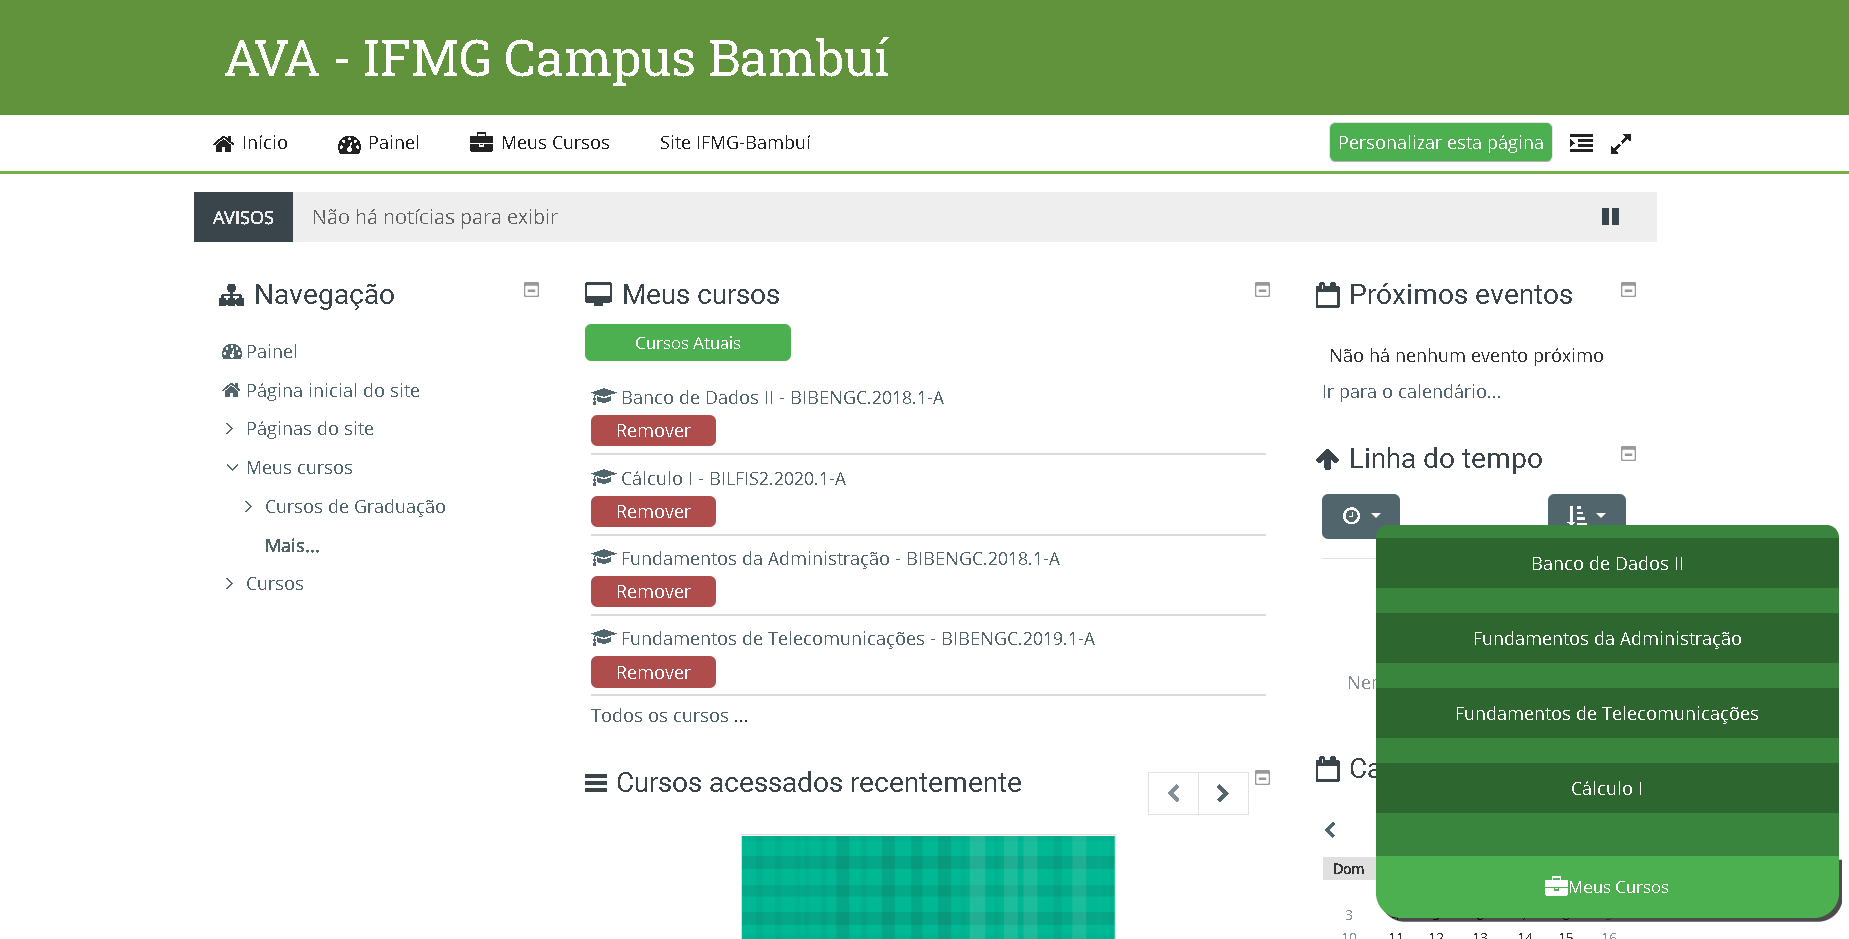 AVA - IFMG Campus Bambuí
Início
Painel
Meus Cursos
Site IFMG-Bambuí
Personalizar esta página
AVISOS
Não há notícias para exibir
Navegação
Painel
Página inicial do site
Páginas do site
Meus cursos
Cursos de Graduação
Mais...
Cursos
Meus cursos
Cursos Atuais
Banco de Dados II - BIBENGC.2018.1-A
Remover
Cálculo I - BILFIS2.2020.1-A
Remover
Fundamentos da Administração - BIBENGC.2018.1-A
Remover
Fundamentos de Telecomunicações - BIBENGC.2019.1-A
Remover
Todos os cursos ...
Cursos acessados recentemente
Próximos eventos
Não há nenhum evento próximo
Ir para o calendário...
Linha do tempo
Banco de Dados II
Fundamentos da Administração
Fundamentos de Telecomunicações
Cálculo I
Meus Cursos
Dom
3
10 11 12 13 14 15 16